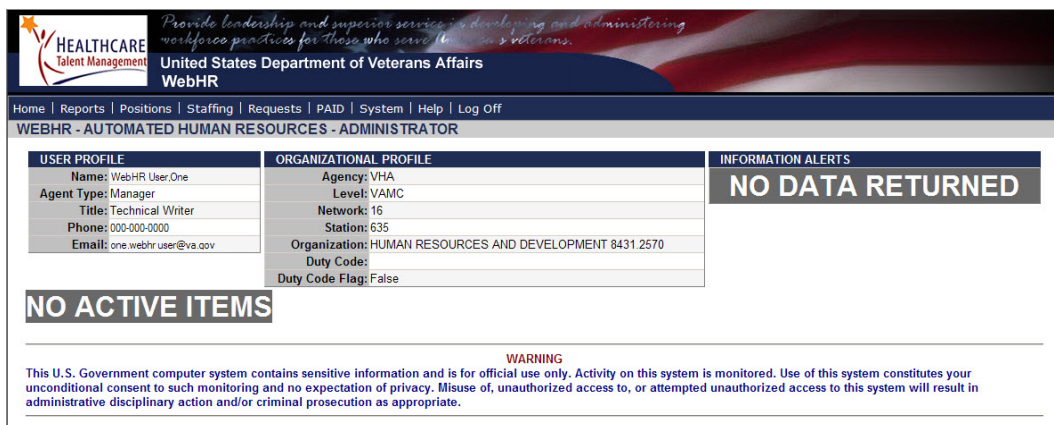 HEALTHCARE
Talent Management
Provide leadership and superior service in developing and administering
workforce practices for those who serve America's veterans.
United States Department of Veterans Affairs
WebHR
Home | Reports | Positions | Staffing | Requests | PAID | System | Help | Log Off
WEBHR - AUTOMATED HUMAN RESOURCES - ADMINISTRATOR
USER PROFILE
Name: WebHR User,One
Agent Type: Manager
Title: Technical Writer
Phone: 000-000-0000
Email: one.webhr user@va.gov
ORGANIZATIONAL PROFILE
Agency: VHA
Level: VAMC
Network: 16
Station: 635
Organization: HUMAN RESOURCES AND DEVELOPMENT 8431.2570
Duty Code:
Duty Code Flag: False
INFORMATION ALERTS
NO DATA RETURNED
NO ACTIVE ITEMS
WARNING
This U.S. Government computer system contains sensitive information and is for official use only. Activity on this system is monitored. Use of this system constitutes your
unconditional consent to such monitoring and no expectation of privacy. Misuse of, unauthorized access to, or attempted unauthorized access to this system will result in
administrative disciplinary action and/or criminal prosecution as appropriate.